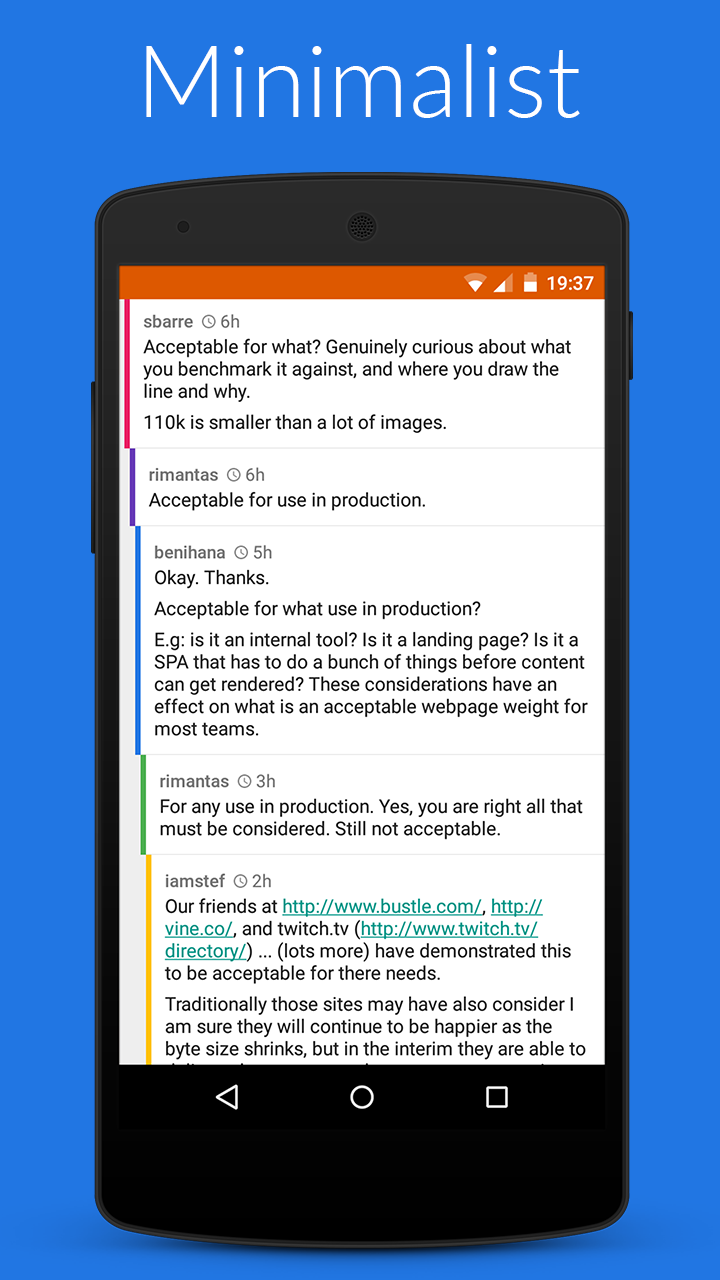 Minimalist
19:37
sbarre 6h
Acceptable for what? Genuinely curious about what
you benchmark it against, and where you draw the
line and why.
110k is smaller than a lot of images.
rimantas 6h
Acceptable for use in production.
benihana 5h
Okay. Thanks.
Acceptable for what use in production?
E.g: is it an internal tool? Is it a landing page? Is it a
SPA that has to do a bunch of things before content
can get rendered? These considerations have an
effect on what is an acceptable webpage weight for
most teams.
rimantas 3h
For any use in production. Yes, you are right all that
must be considered. Still not acceptable.
iamstef 2h
Our friends at http://www.bustle.com/, http://
vine.co/, and twitch.tv (http://www.twitch.tv/
directory/) ... (lots more) have demonstrated this
to be acceptable for there needs.
Traditionally those sites may have also consider I
am sure they will continue to be happier as the
byte size shrinks, but in the interim they are able to